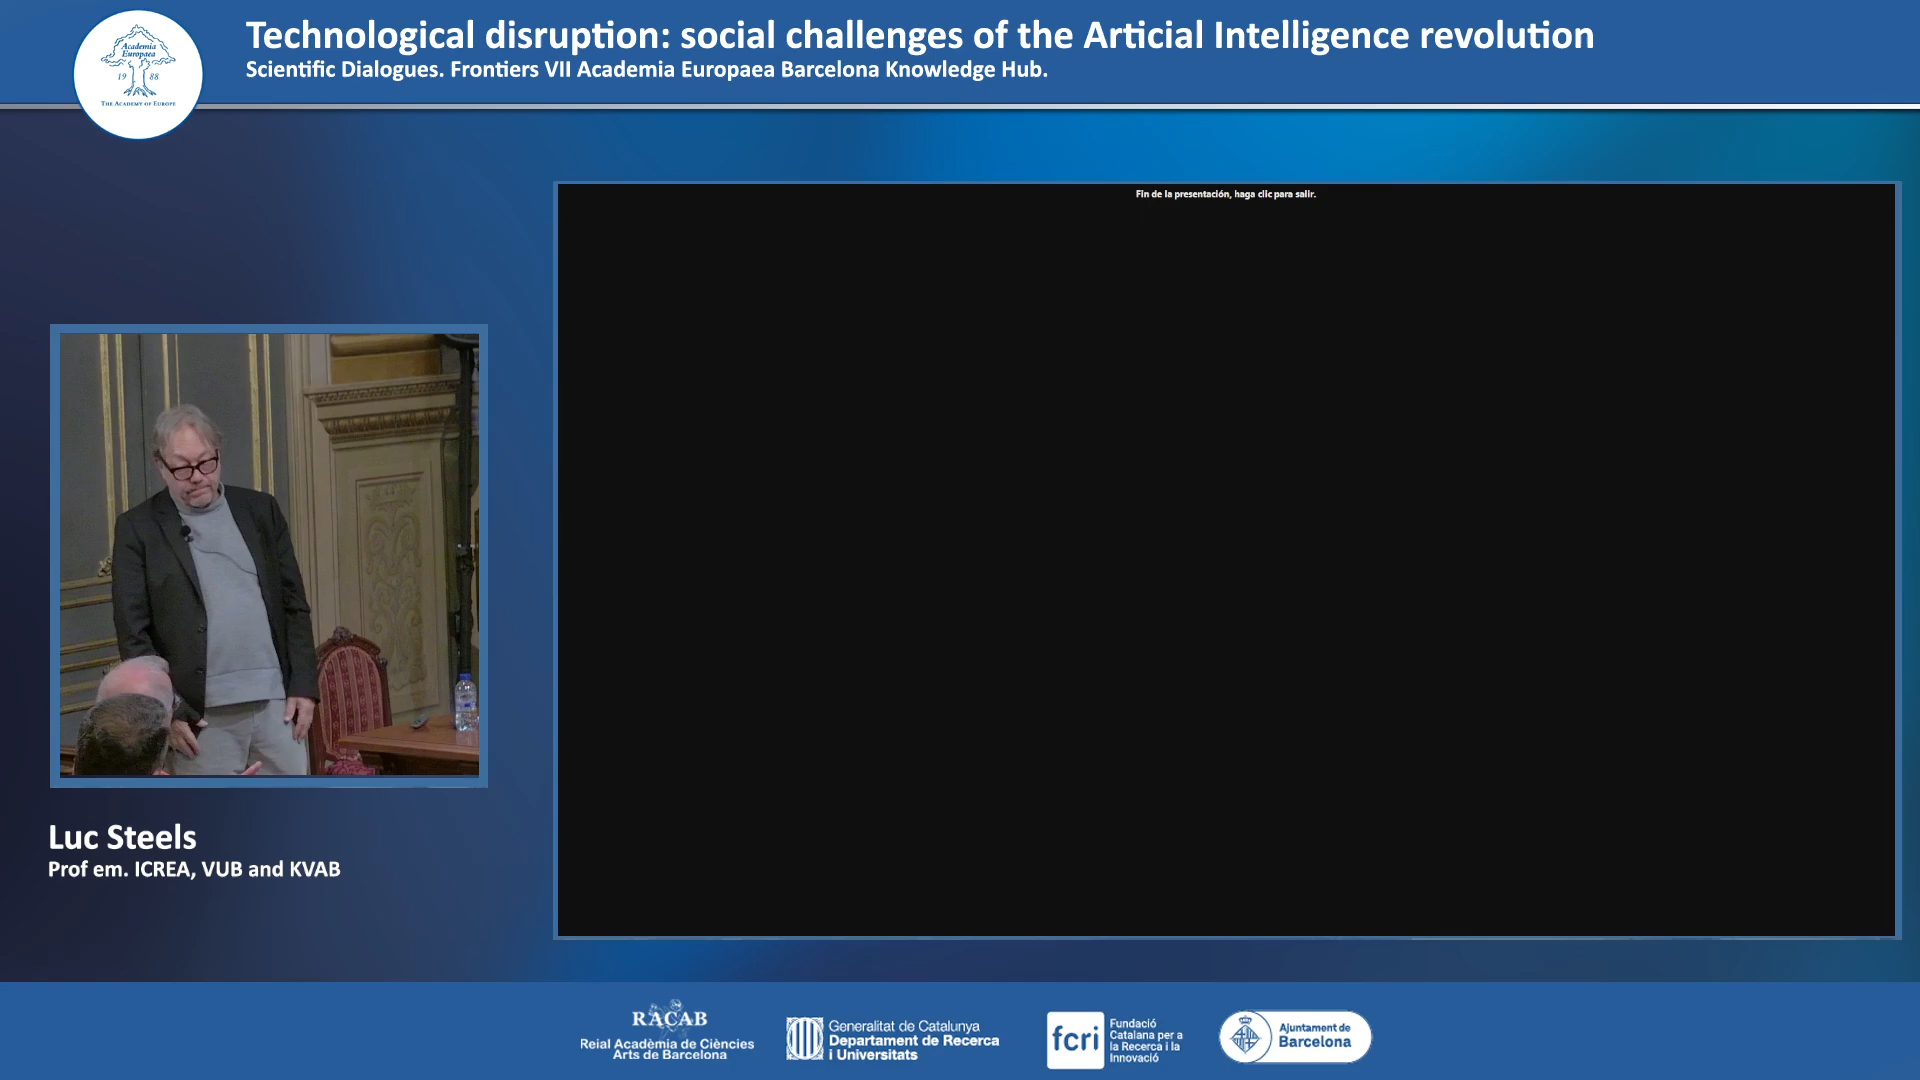 Technological disruption: social challenges of the Articial Intelligence revolution
Scientific Dialogues. Frontiers VII Academia Europaea Barcelona Knowledge Hub.
Academia
Europaea
19 88
THE ACADEMY OF EUROPE
Fin de la presentación, haga clic para salir.
Luc Steels
Prof em. ICREA, VUB and KVAB
RACAB
Reial Acadèmia de Ciències
Arts de Barcelona
Generalitat de Catalunya
Departament de Recerca
i Universitats
fcri
Fundació
Catalana per a
la Recerca i la
Innovació
Ajuntament de
Barcelona